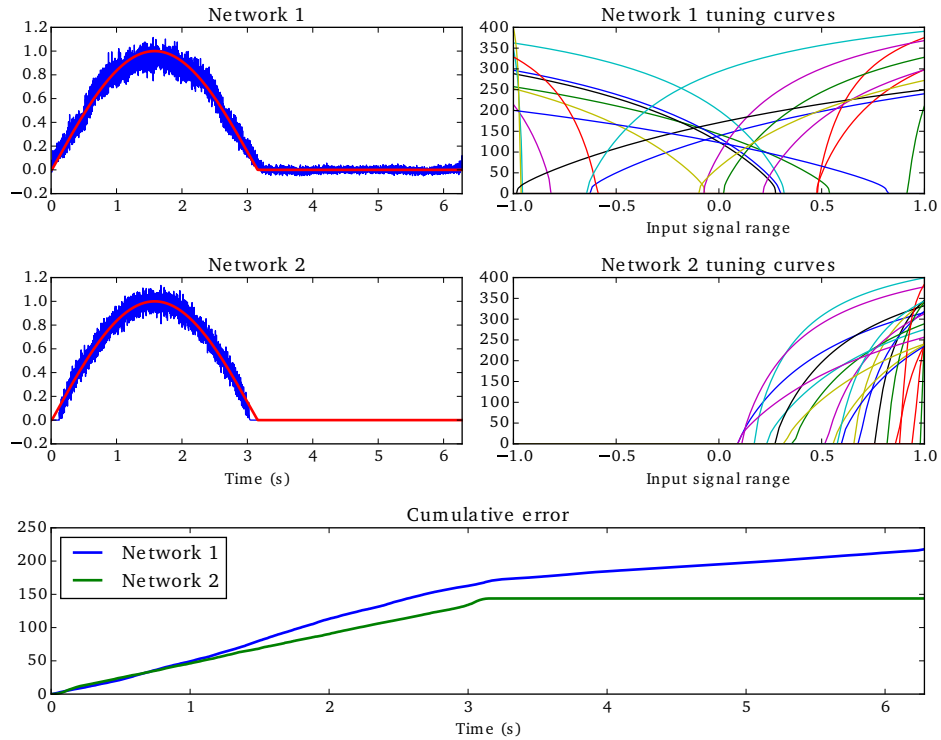 Network 1
1.2
1.0
0.8
0.6
0.4
0.2
0.0
−0.2
0 1 2 3 4 5 6
Network 1 tuning curves
400
350
300
250
200
150
100
50
0
−1.0 −0.5 0.0 0.5 1.0
Input signal range
Network 2
1.2
1.0
0.8
0.6
0.4
0.2
0.0
−0.2
0 1 2 3 4 5 6
Time (s)
Network 2 tuning curves
400
350
300
250
200
150
100
50
0
−1.0 −0.5 0.0 0.5 1.0
Input signal range
Cumulative error
250
200
150
100
50
0
Network 1
Network 2
0 1 2 3 4 5 6
Time (s)